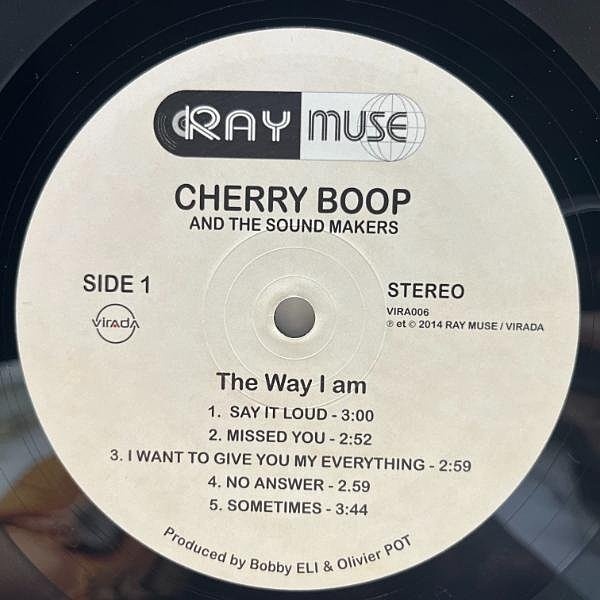 RAY MUSE
CHERRY BOOP
AND THE SOUND MAKERS
SIDE 1
STEREO
VIRADA
VIRA006
℗ et © 2014 RAY MUSE / VIRADA
The Way I am
1. SAY IT LOUD - 3:00
2. MISSED YOU - 2:52
3. I WANT TO GIVE YOU MY EVERYTHING - 2:59
4. NO ANSWER - 2.59
5. SOMETIMES - 3:44
Produced by Bobby ELI & Olivier POT